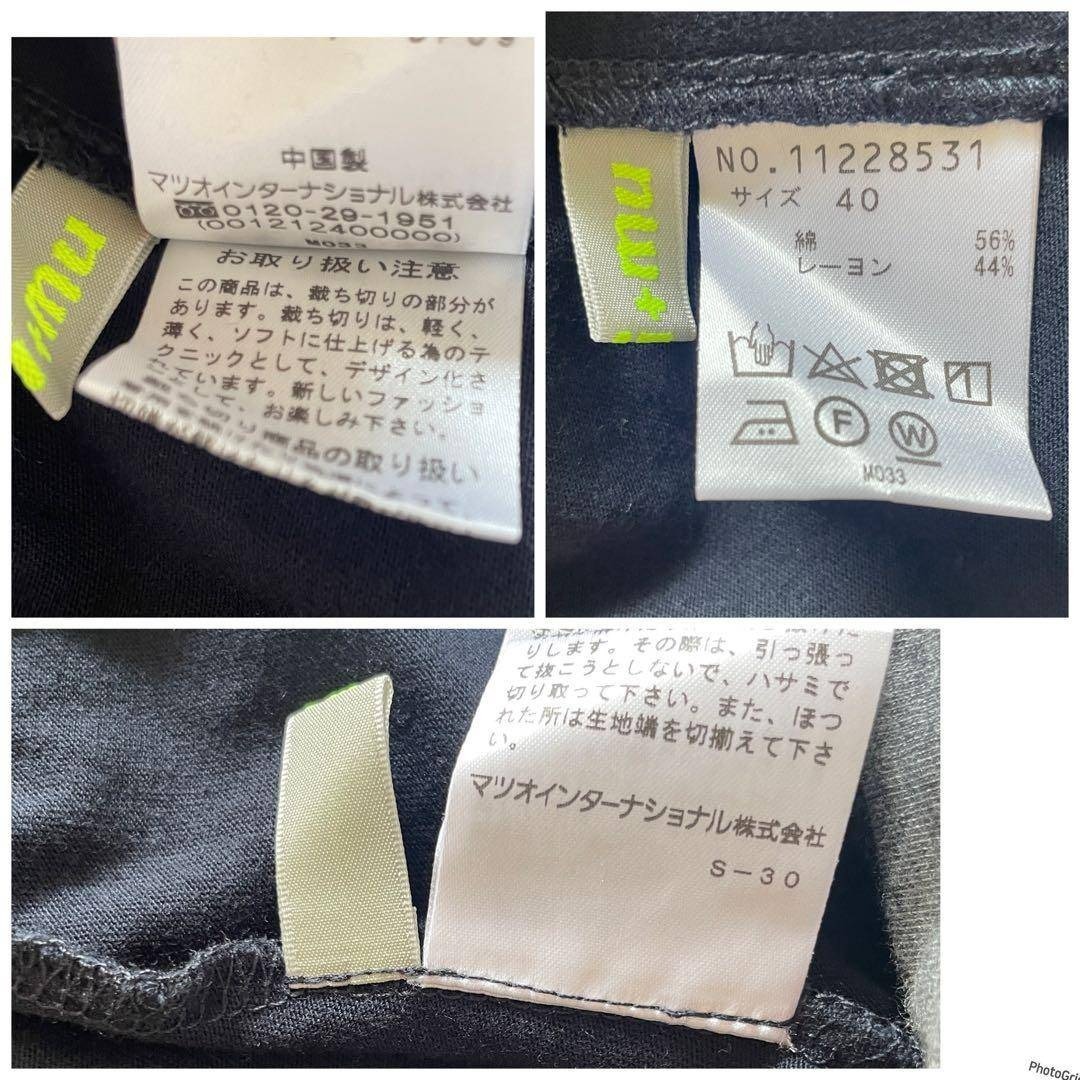 中国製
マツオインターナショナル株式会社
0120-29-1951
(001212400000)
M033
お取り扱い注意
この商品は、裁ち切りの部分が
あります。裁ち切りは、軽く、
薄く、ソフトに仕上げる為のテ
クニックとして、デザイン化さ
れています。新しいファッショ
して、お楽しみ下さい。
切り商品の取り扱い
nw
nw+
NO.11228531
サイズ 40
綿 56%
レーヨン 44%
F
W
M033
りします。その際は、引っ張っ
て抜こうとしないで、ハサミで
切り取って下さい。また、ほつ
れた所は生地端を切揃えて下さ
い。
マツオインターナショナル株式会社
S-30